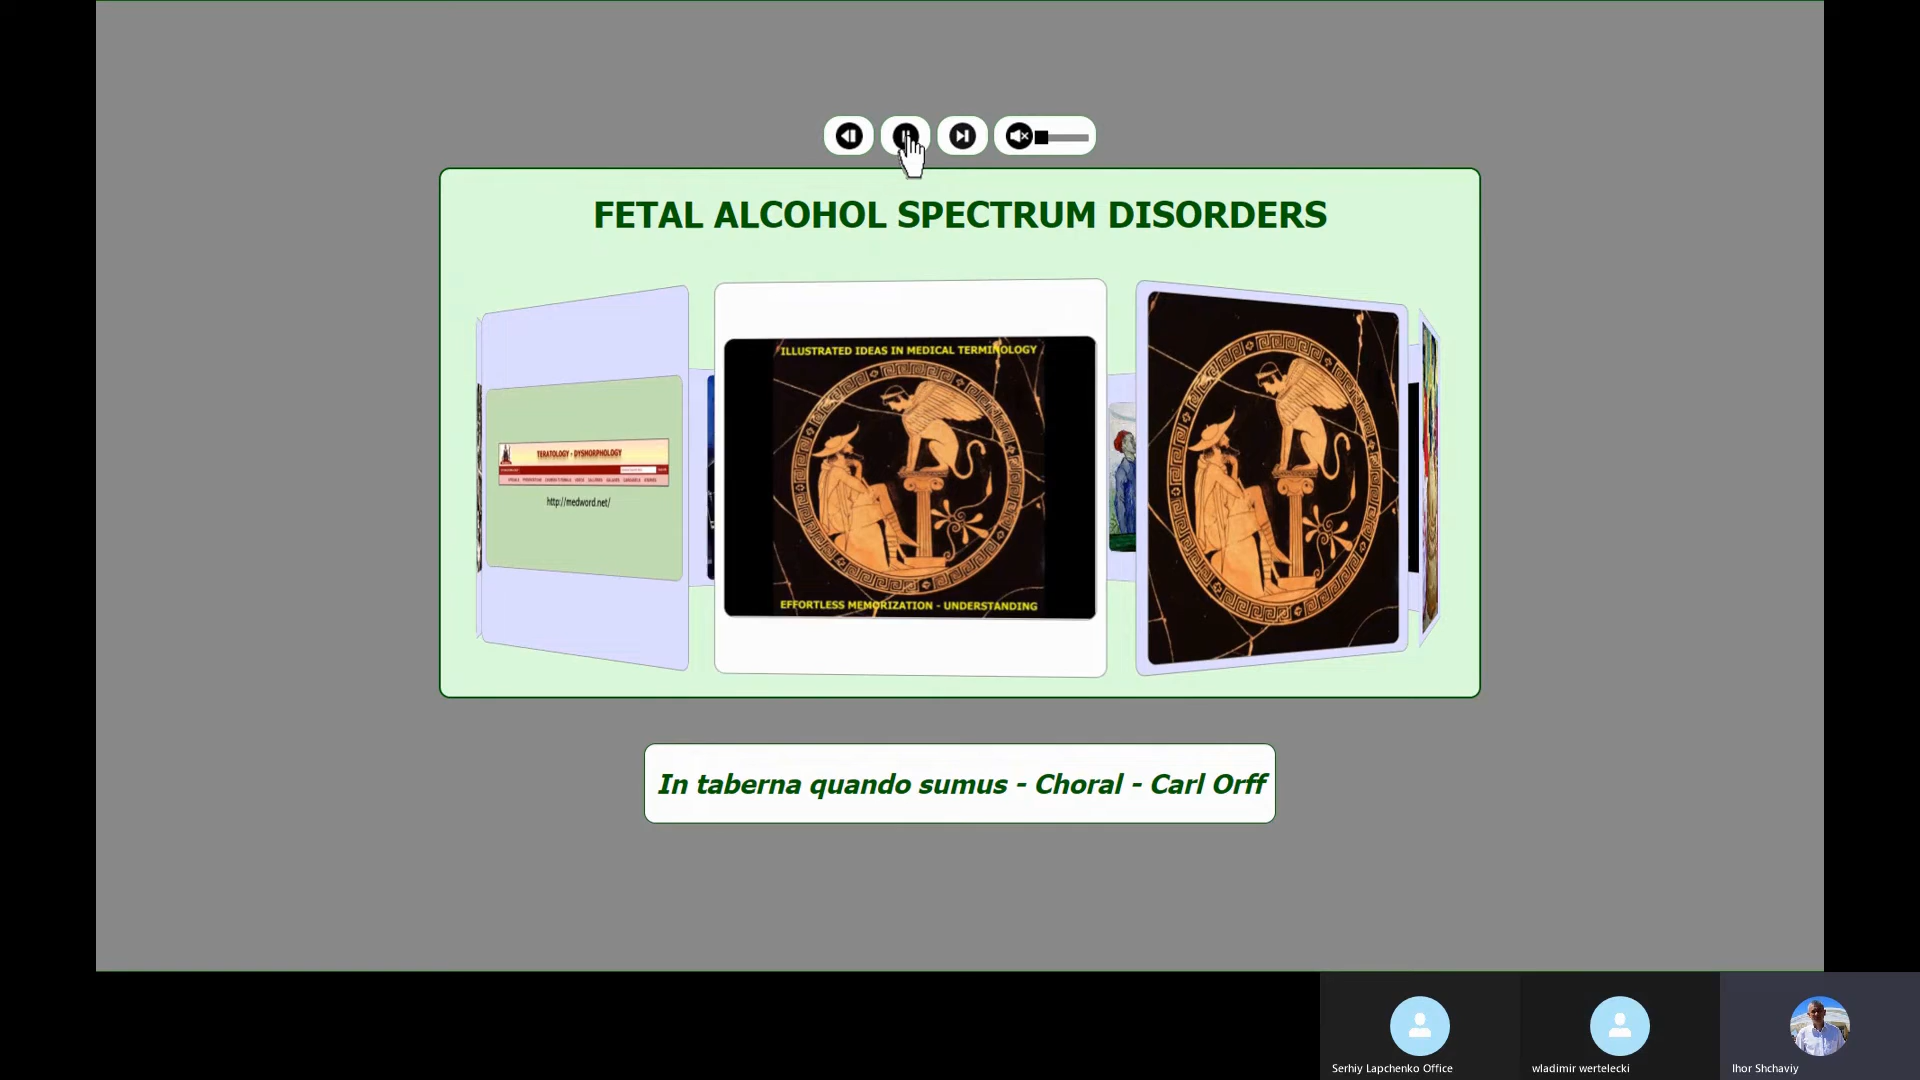 FETAL ALCOHOL SPECTRUM DISORDERS
TERATOLOGY - DYSMORPHOLOGY
http://medword.net/
ILLUSTRATED IDEAS IN MEDICAL TERMINOLOGY
EFFORTLESS MEMORIZATION - UNDERSTANDING
In taberna quando sumus - Choral - Carl Orff
Serhiy Lapchenko Office
wladimir wertelecki
Ihor Shchaviy